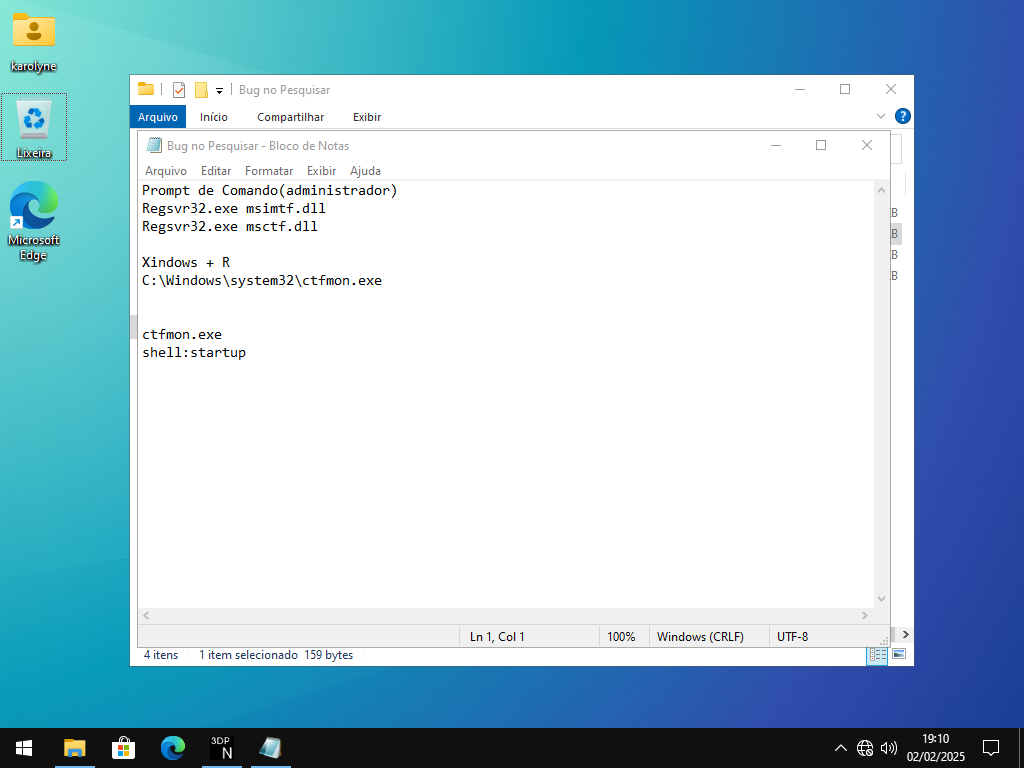 karolyne
Lixeira
Microsoft
Edge
Bug no Pesquisar
Arquivo Início Compartilhar Exibir
Bug no Pesquisar - Bloco de Notas
Arquivo Editar Formatar Exibir Ajuda
Prompt de Comando(administrador)
Regsvr32.exe msimtf.dll
Regsvr32.exe msctf.dll
Xindows + R
C:\Windows\system32\ctfmon.exe
ctfmon.exe
shell:startup
B
B
B
B
Ln 1, Col 1 100% Windows (CRLF) UTF-8
4 itens 1 item selecionado 159 bytes
3DP
N
19:10
02/02/2025